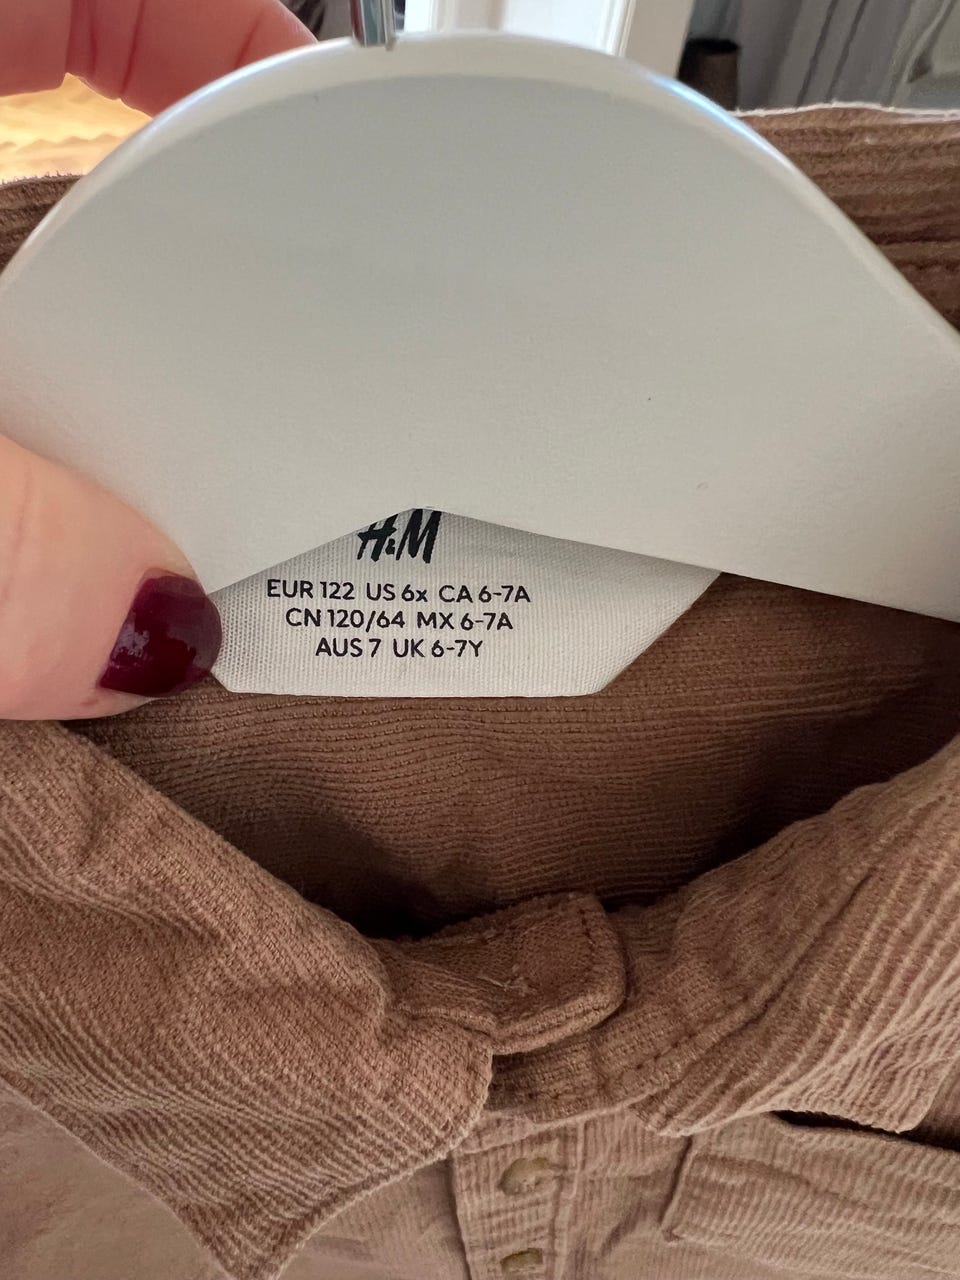 H&M
EUR 122 US 6x CA 6-7A
CN 120/64 MX 6-7A
AUS 7 UK 6-7Y